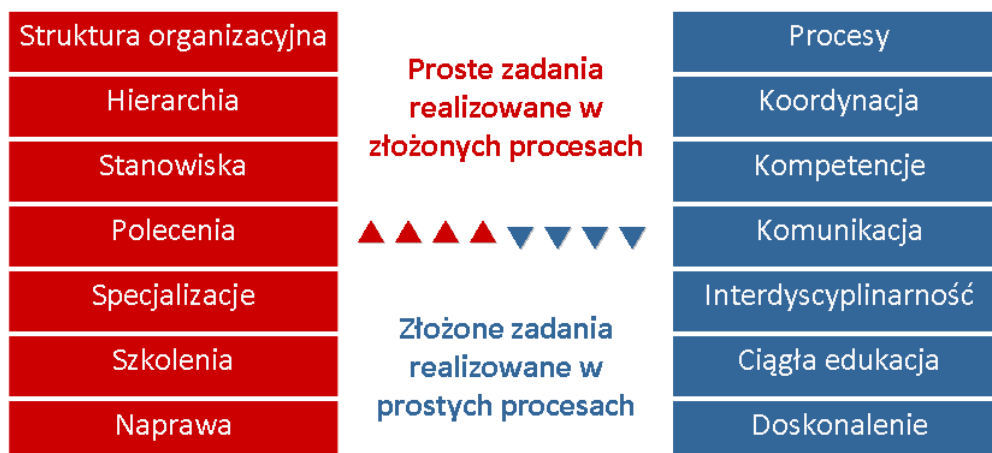 Struktura organizacyjna
Hierarchia
Stanowiska
Polecenia
Specjalizacje
Szkolenia
Naprawa
Proste zadania
realizowane w
złożonych procesach
Złożone zadania
realizowane w
prostych procesach
Procesy
Koordynacja
Kompetencje
Komunikacja
Interdyscyplinarność
Ciągła edukacja
Doskonalenie